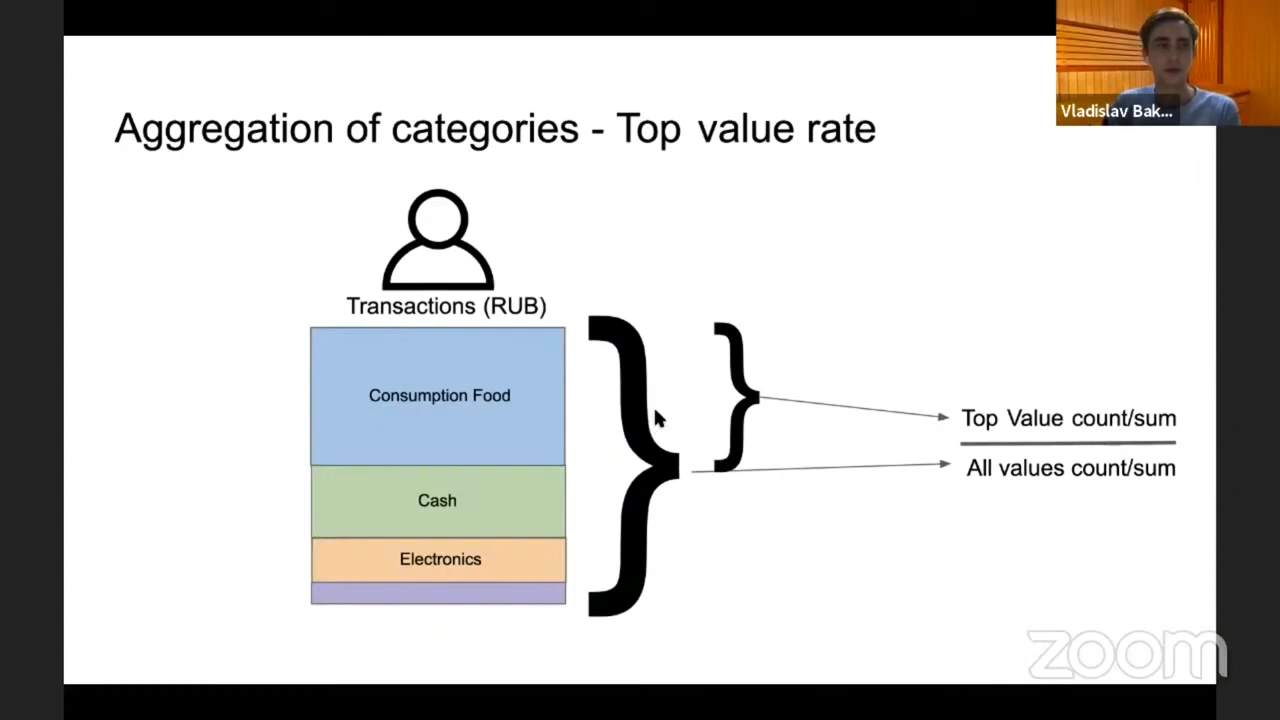 Vladislav Bak...
Aggregation of categories - Top value rate
Transactions (RUB)
Consumption Food
Cash
Electronics
Top Value count/sum
All values count/sum
zoom